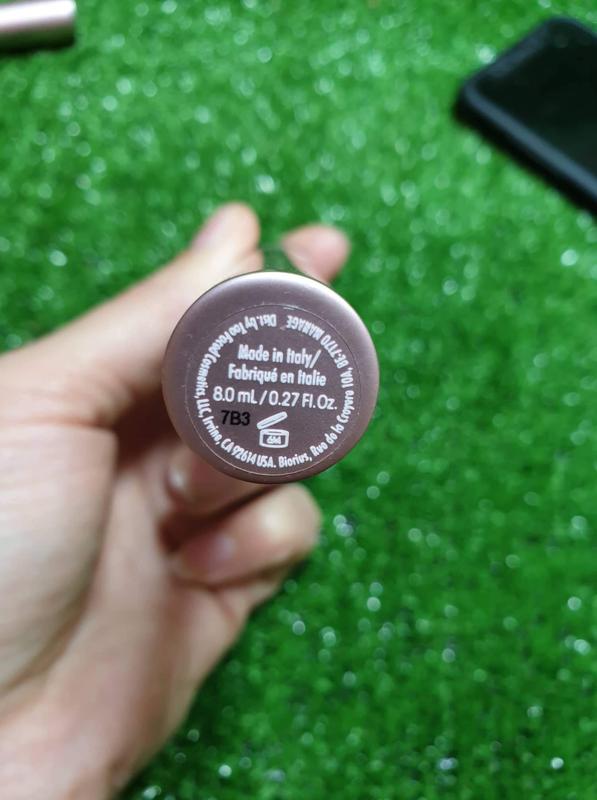 Made in Italy/
Fabriqué en Italie
8.0 mL / 0.27 Fl.Oz.
7B3
6M
Dist. by Too Faced Cosmetics, LLC, Irvine, CA 92614 USA. Biorius, Rue de la Croyere 10A, BE-7170 MANAGE